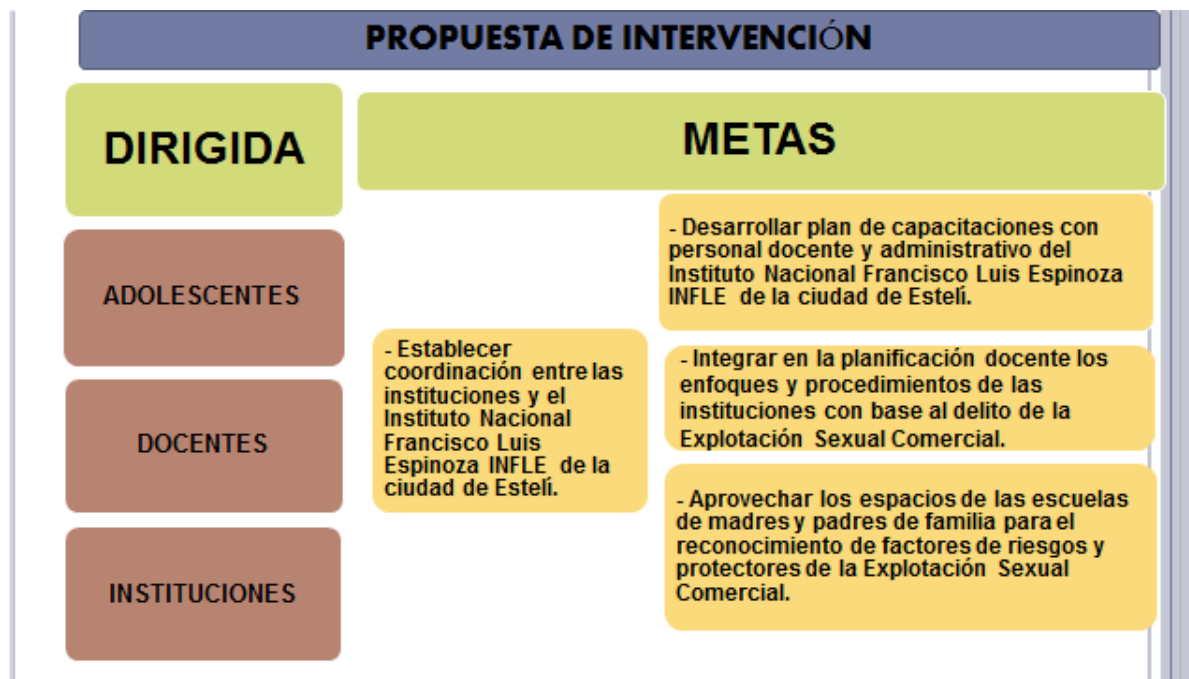 PROPUESTA DE INTERVENCIÓN
DIRIGIDA
METAS
ADOLESCENTES
DOCENTES
INSTITUCIONES
- Establecer
coordinación entre las
instituciones y el
Instituto Nacional
Francisco Luis
Espinoza INFLE de la
ciudad de Estelí.
- Desarrollar plan de capacitaciones con
personal docente y administrativo del
Instituto Nacional Francisco Luis Espinoza
INFLE de la ciudad de Estelí.
- Integrar en la planificación docente los
enfoques y procedimientos de las
instituciones con base al delito de la
Explotación Sexual Comercial.
- Aprovechar los espacios de las escuelas
de madres y padres de familia para el
reconocimiento de factores de riesgos y
protectores de la Explotación Sexual
Comercial.